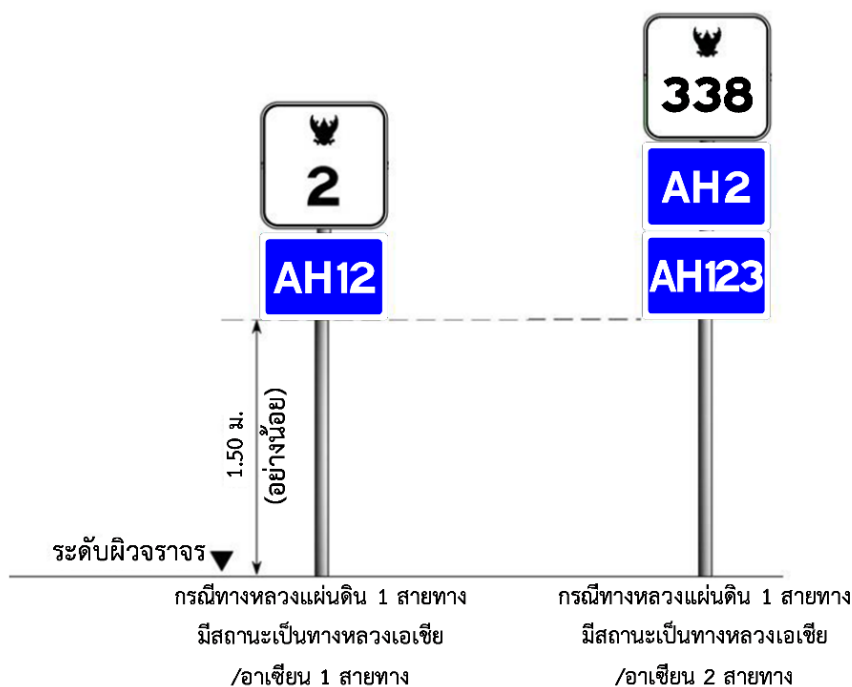 338
2
AH2
AH12
AH123
1.50 ม.
(อย่างน้อย)
ระดับผิวจราจร
กรณีทางหลวงแผ่นดิน 1 สายทาง
มีสถานะเป็นทางหลวงเอเชีย
/อาเซียน 1 สายทาง
กรณีทางหลวงแผ่นดิน 1 สายทาง
มีสถานะเป็นทางหลวงเอเชีย
/อาเซียน 2 สายทาง